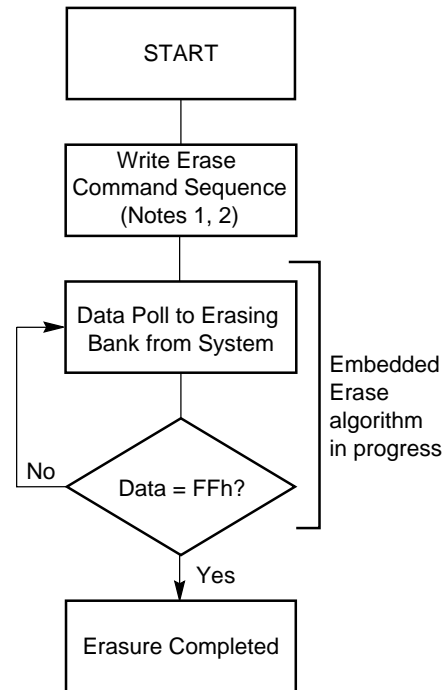 START
Write Erase
Command Sequence
(Notes 1, 2)
Data Poll to Erasing
Bank from System
Embedded
Erase
algorithm
in progress
No
Data = FFh?
Yes
Erasure Completed